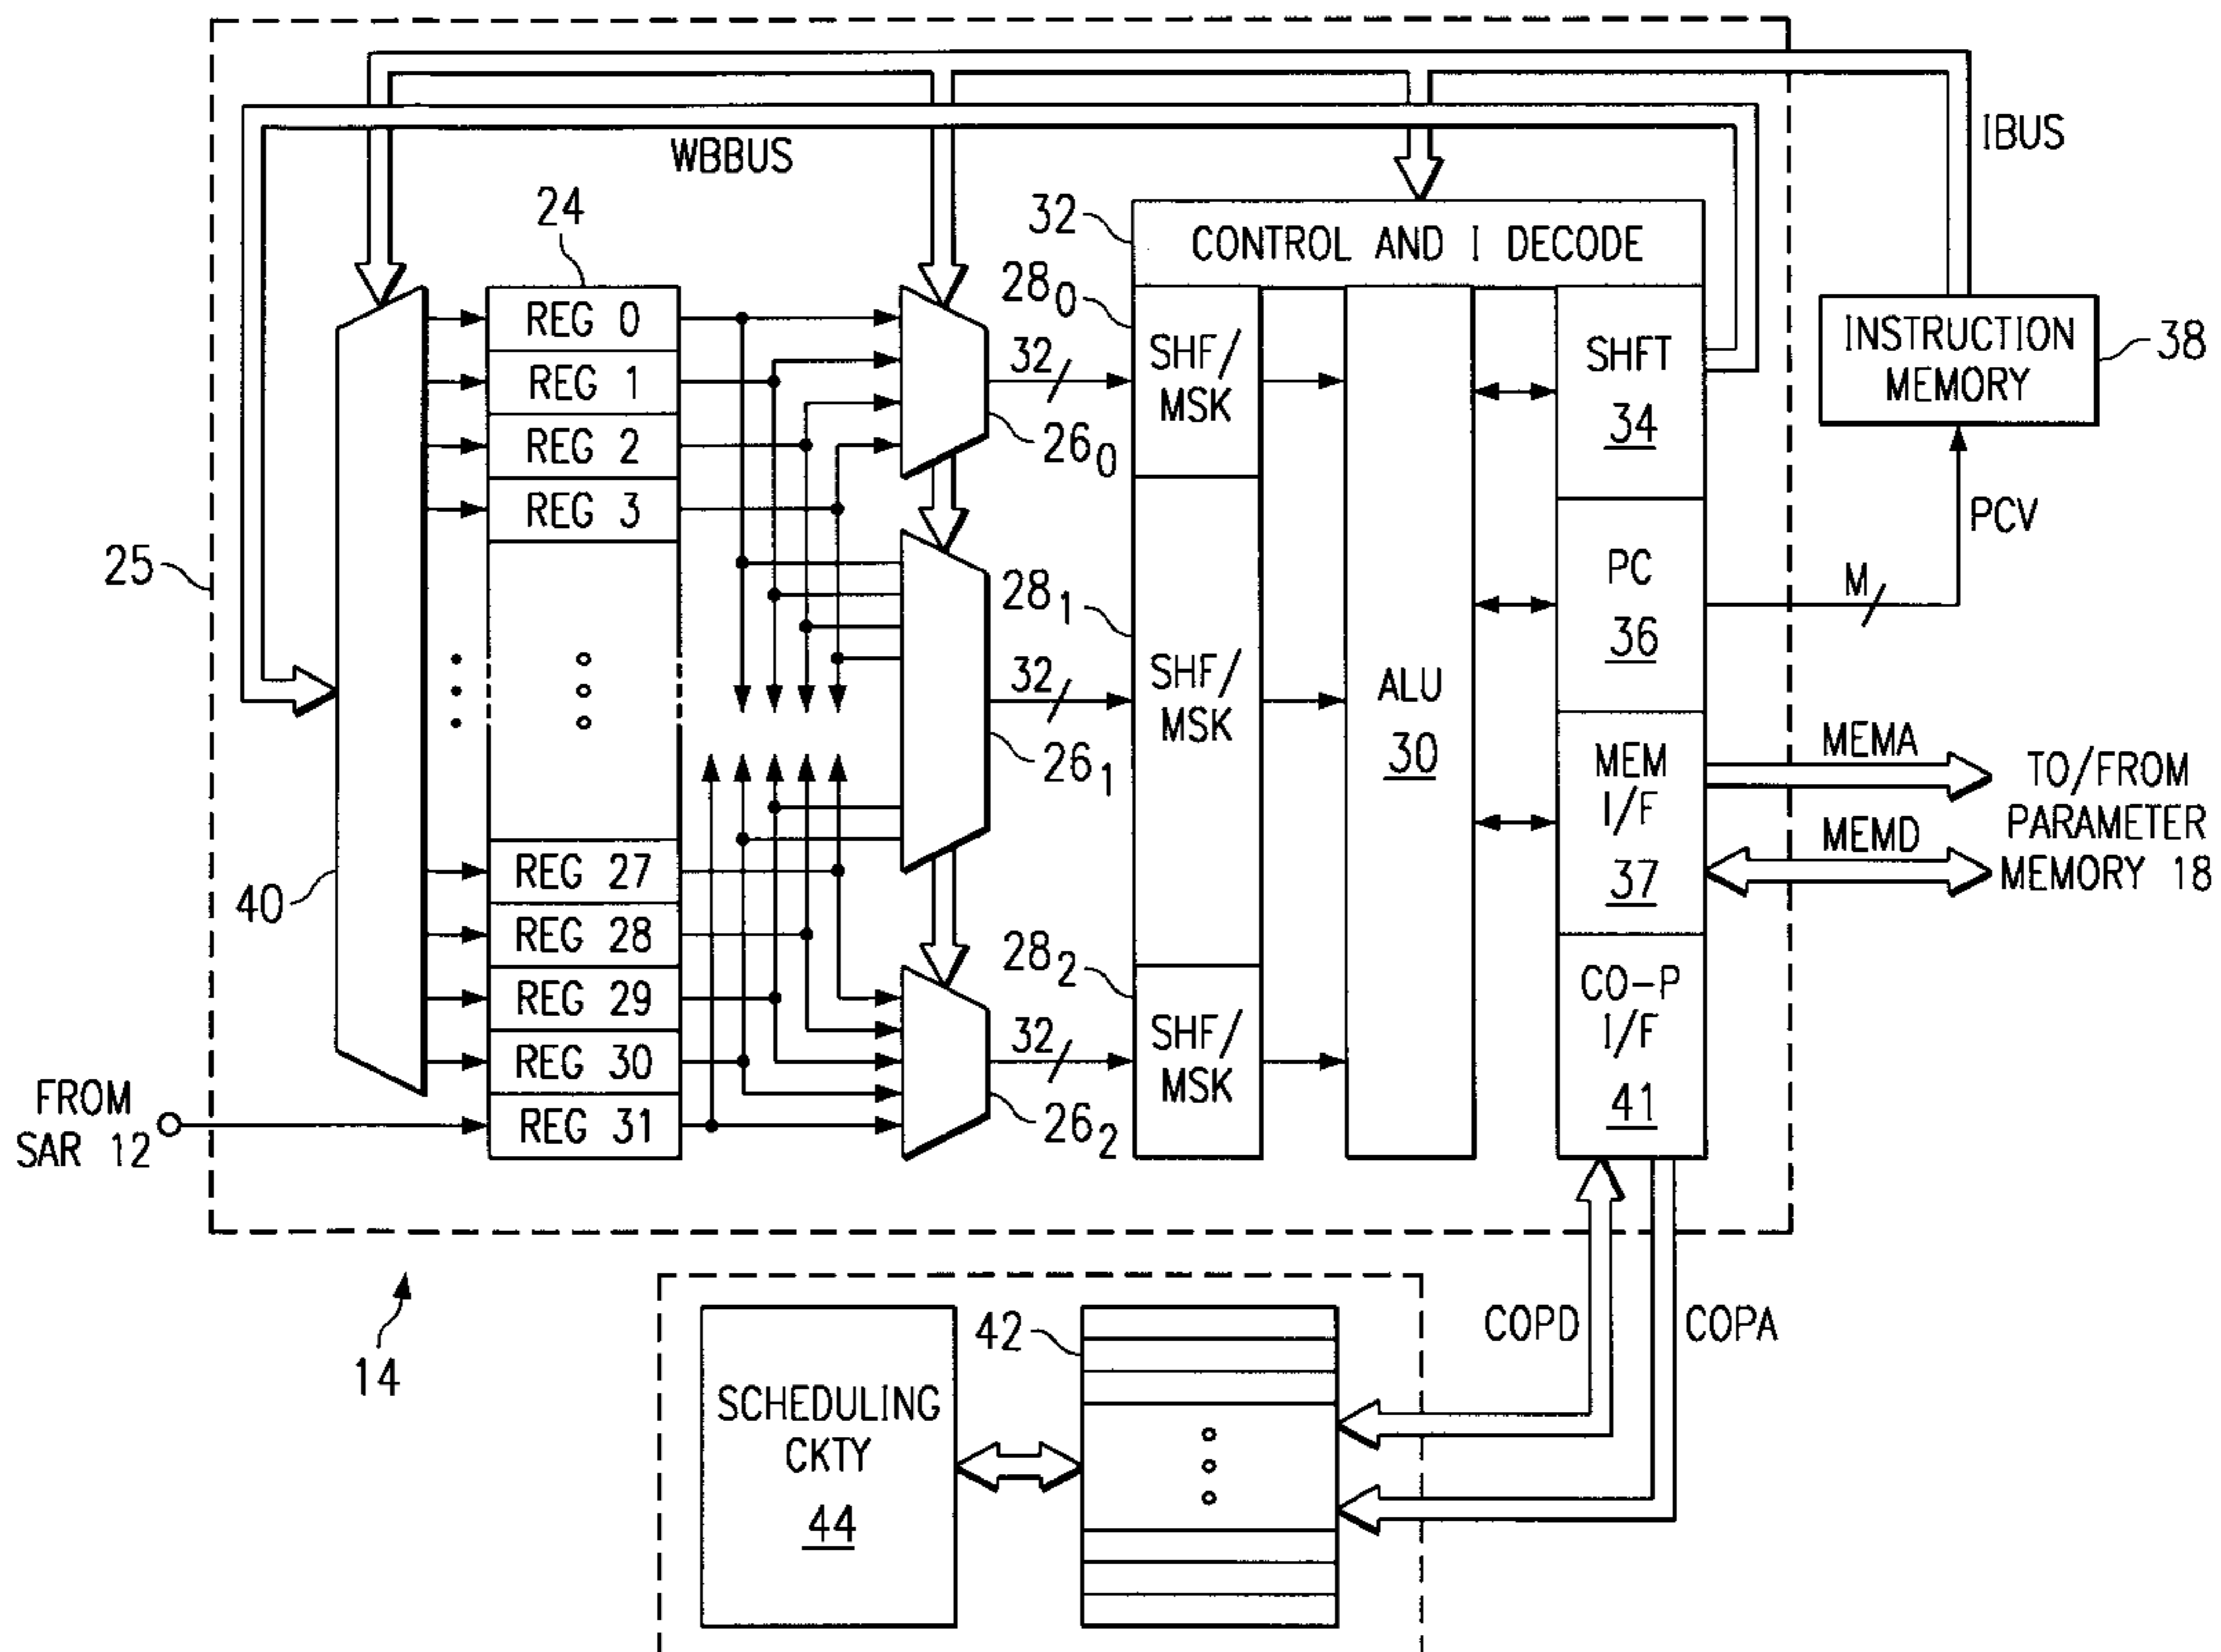 IBUS
WBBUS
24
32
CONTROL AND I DECODE
28₀
REG 0
REG 1
REG 2
REG 3
32
26₀
SHF/
MSK
SHFT
34
INSTRUCTION
MEMORY
38
PCV
25
PC
36
M
28₁
32
26₁
SHF/
MSK
ALU
30
MEM
I/F
37
MEMA
MEMD
TO/FROM
PARAMETER
MEMORY 18
40
REG 27
REG 28
REG 29
REG 30
REG 31
28₂
32
26₂
SHF/
MSK
CO-P
I/F
41
FROM
SAR 12
14
42
COPD
COPA
SCHEDULING
CKTY
44